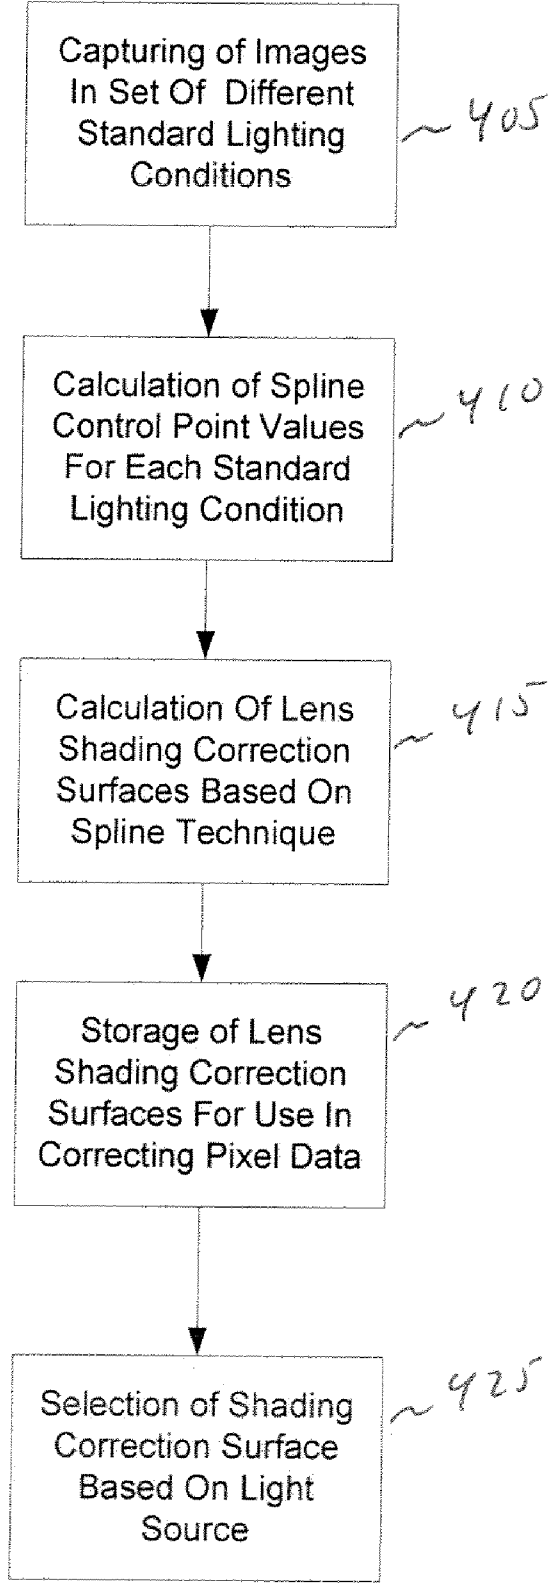 Capturing of Images
In Set Of Different
Standard Lighting
Conditions
405
Calculation of Spline
Control Point Values
For Each Standard
Lighting Condition
410
Calculation Of Lens
Shading Correction
Surfaces Based On
Spline Technique
415
Storage of Lens
Shading Correction
Surfaces For Use In
Correcting Pixel Data
420
Selection of Shading
Correction Surface
Based On Light
Source
425